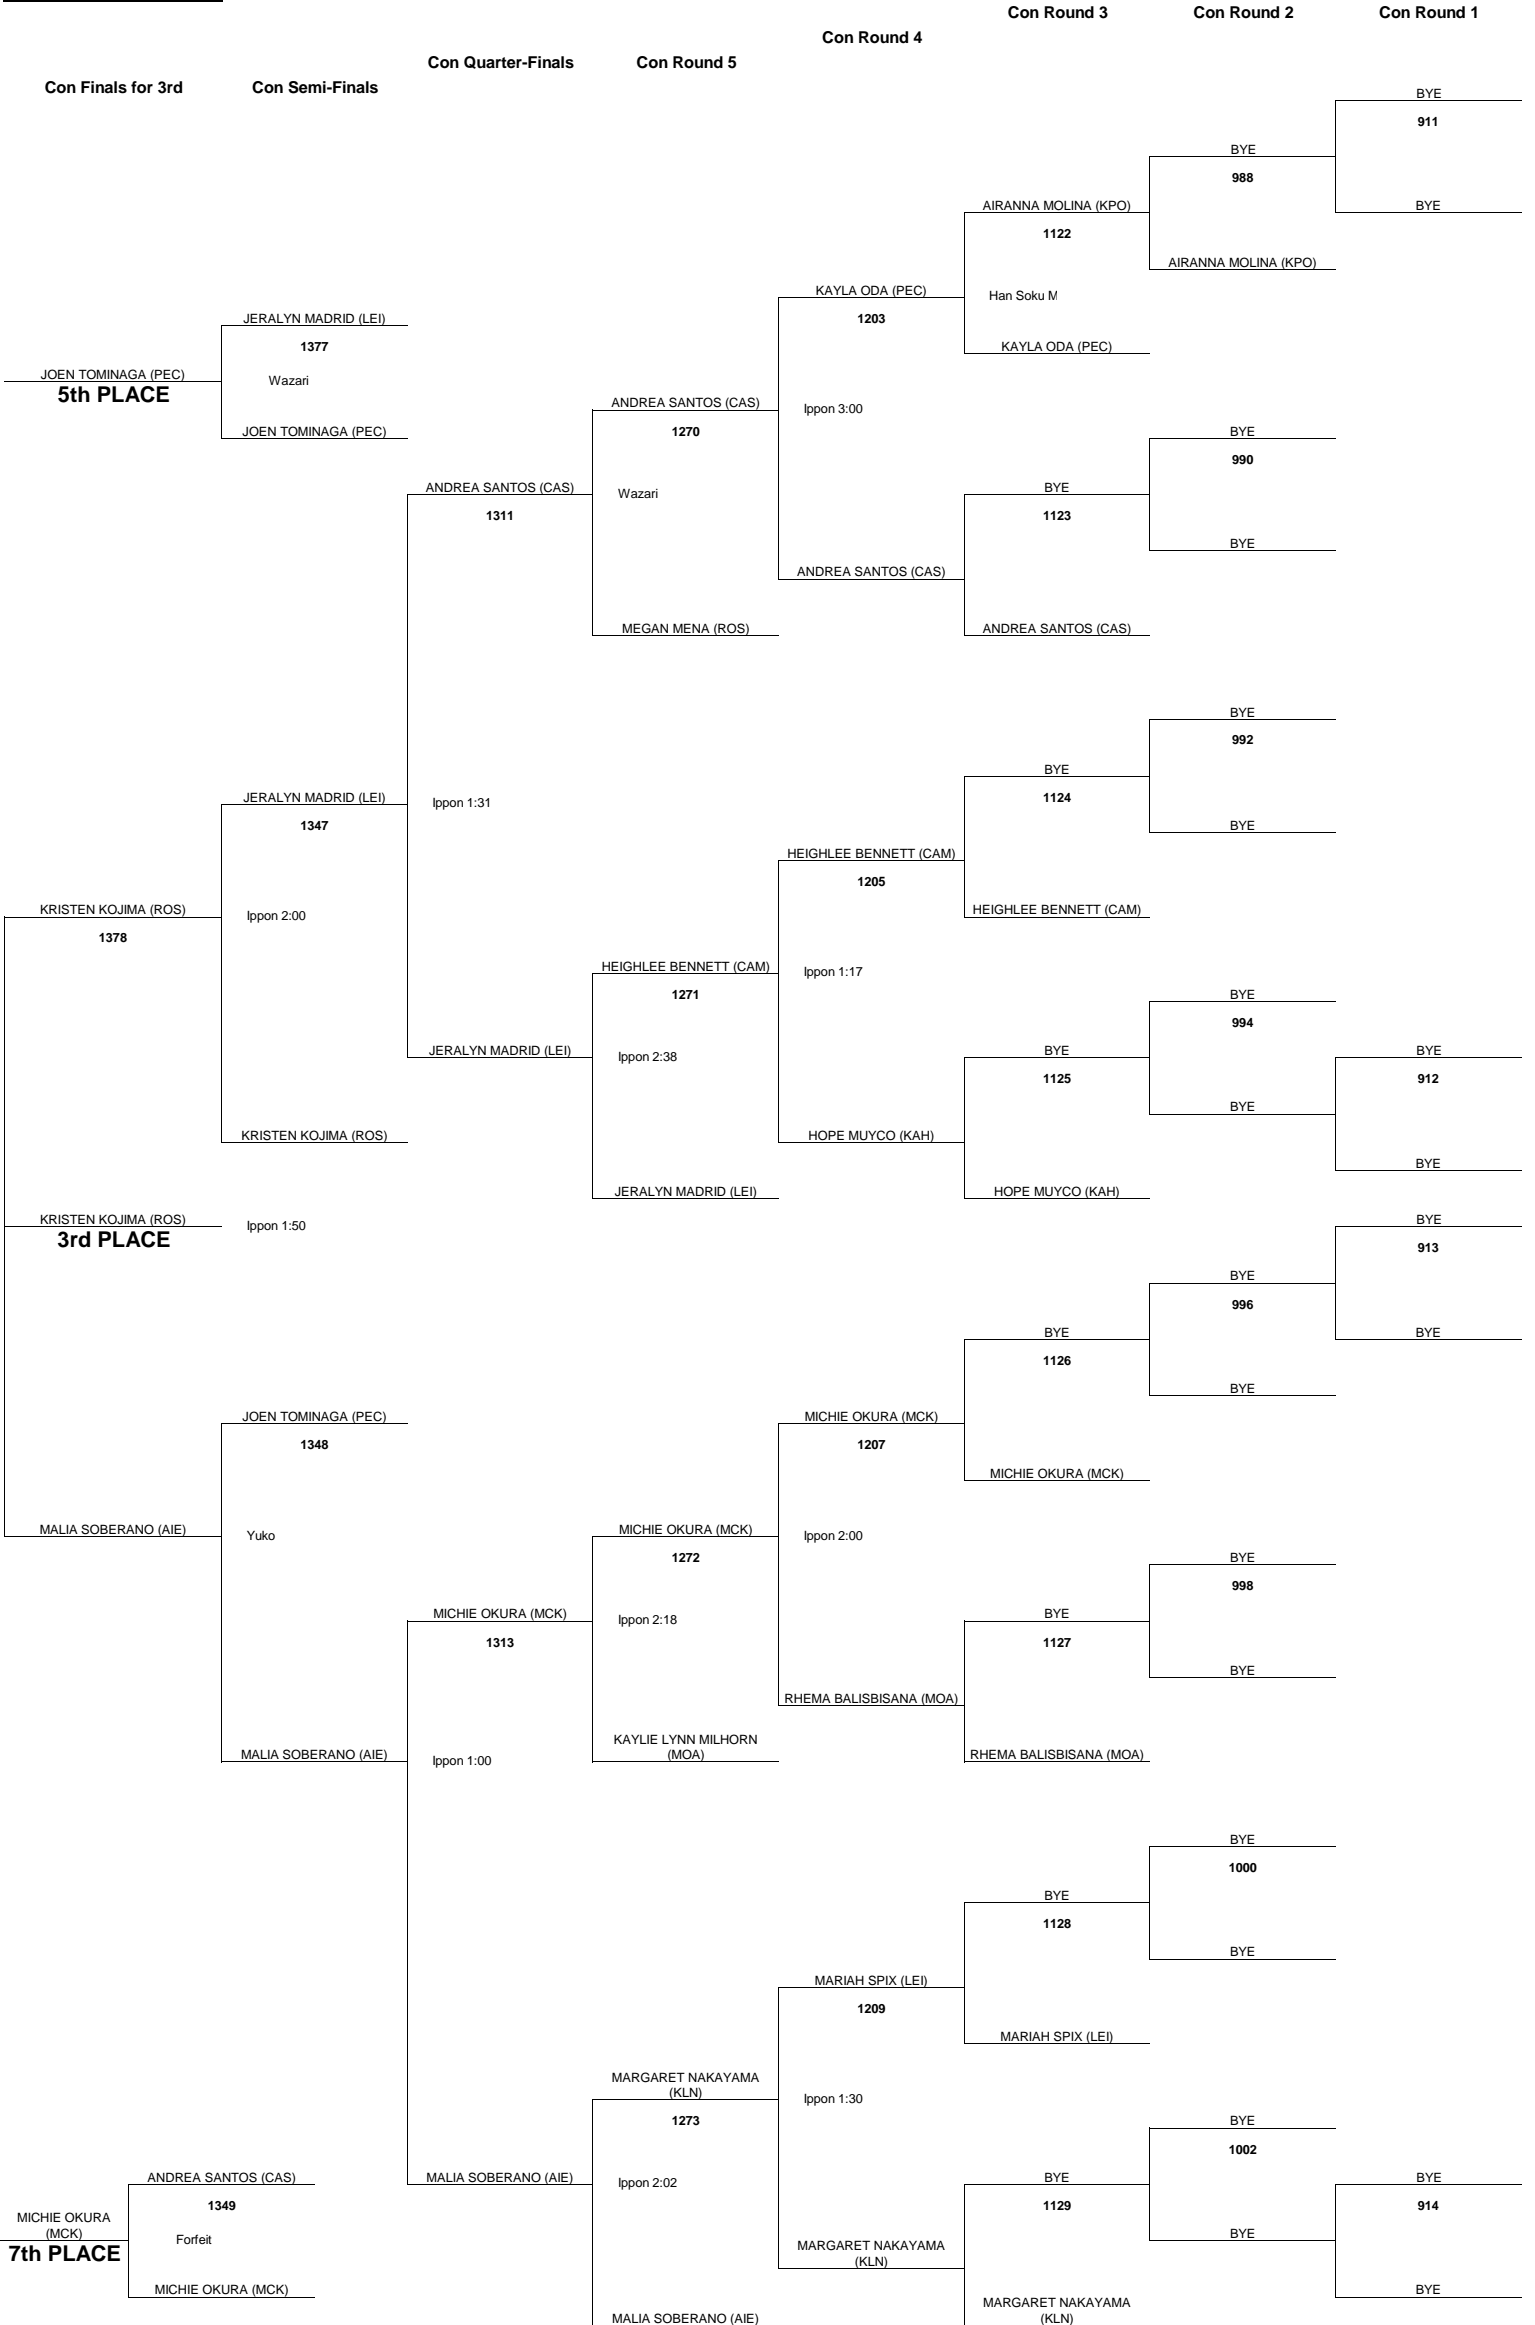 Con Round 3
Con Round 2
Con Round 1
Con Round 4
Con Quarter-Finals
Con Round 5
Con Finals for 3rd
Con Semi-Finals
BYE
911
BYE
988
AIRANNA MOLINA (KPO)
BYE
1122
AIRANNA MOLINA (KPO)
KAYLA ODA (PEC)
Han Soku M
JERALYN MADRID (LEI)
1203
1377
KAYLA ODA (PEC)
JOEN TOMINAGA (PEC)
Wazari
5th PLACE
ANDREA SANTOS (CAS)
Ippon 3:00
JOEN TOMINAGA (PEC)
1270
BYE
990
ANDREA SANTOS (CAS)
Wazari
BYE
1311
1123
BYE
ANDREA SANTOS (CAS)
MEGAN MENA (ROS)
ANDREA SANTOS (CAS)
BYE
992
BYE
JERALYN MADRID (LEI)
Ippon 1:31
1124
1347
BYE
HEIGHLEE BENNETT (CAM)
1205
KRISTEN KOJIMA (ROS)
Ippon 2:00
HEIGHLEE BENNETT (CAM)
1378
HEIGHLEE BENNETT (CAM)
Ippon 1:17
1271
BYE
994
JERALYN MADRID (LEI)
Ippon 2:38
BYE
BYE
1125
912
BYE
KRISTEN KOJIMA (ROS)
HOPE MUYCO (KAH)
BYE
JERALYN MADRID (LEI)
HOPE MUYCO (KAH)
KRISTEN KOJIMA (ROS)
Ippon 1:50
BYE
3rd PLACE
913
BYE
996
BYE
BYE
1126
BYE
JOEN TOMINAGA (PEC)
MICHIE OKURA (MCK)
1348
1207
MICHIE OKURA (MCK)
MALIA SOBERANO (AIE)
Yuko
MICHIE OKURA (MCK)
Ippon 2:00
1272
BYE
998
MICHIE OKURA (MCK)
Ippon 2:18
BYE
1313
1127
BYE
RHEMA BALISBISANA (MOA)
KAYLIE LYNN MILHORN
(MOA)
MALIA SOBERANO (AIE)
Ippon 1:00
RHEMA BALISBISANA (MOA)
BYE
1000
BYE
1128
BYE
MARIAH SPIX (LEI)
1209
MARIAH SPIX (LEI)
MARGARET NAKAYAMA
(KLN)
Ippon 1:30
1273
BYE
1002
ANDREA SANTOS (CAS)
MALIA SOBERANO (AIE)
Ippon 2:02
BYE
BYE
1349
1129
914
MICHIE OKURA
(MCK)
Forfeit
BYE
7th PLACE
MARGARET NAKAYAMA
(KLN)
MICHIE OKURA (MCK)
BYE
MARGARET NAKAYAMA
(KLN)
MALIA SOBERANO (AIE)